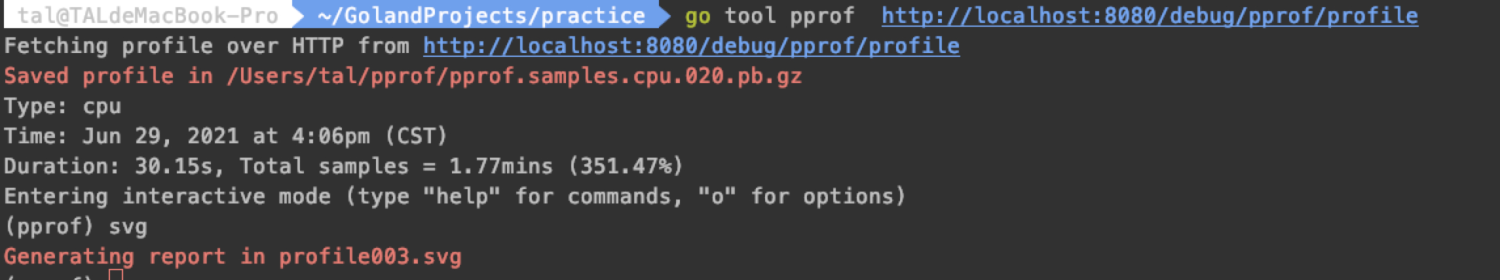 tal@TALdeMacBook-Pro ~/GolandProjects/practice go tool pprof http://localhost:8080/debug/pprof/profile
Fetching profile over HTTP from http://localhost:8080/debug/pprof/profile
Saved profile in /Users/tal/pprof/pprof.samples.cpu.020.pb.gz
Type: cpu
Time: Jun 29, 2021 at 4:06pm (CST)
Duration: 30.15s, Total samples = 1.77mins (351.47%)
Entering interactive mode (type "help" for commands, "o" for options)
(pprof) svg
Generating report in profile003.svg